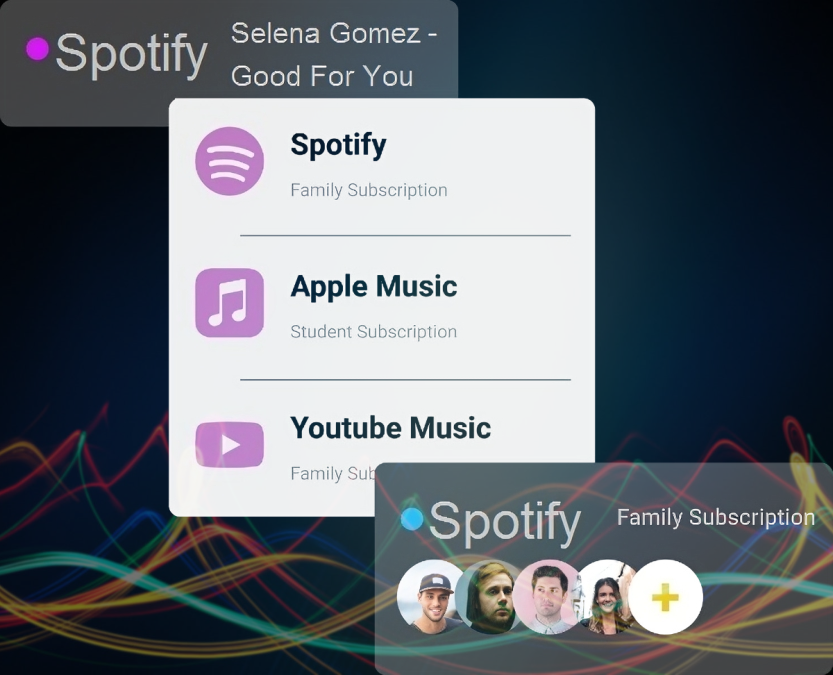 Spotify
Selena Gomez -
Good For You
Spotify
Family Subscription
Apple Music
Student Subscription
Youtube Music
Family Sub
Spotify
Family Subscription